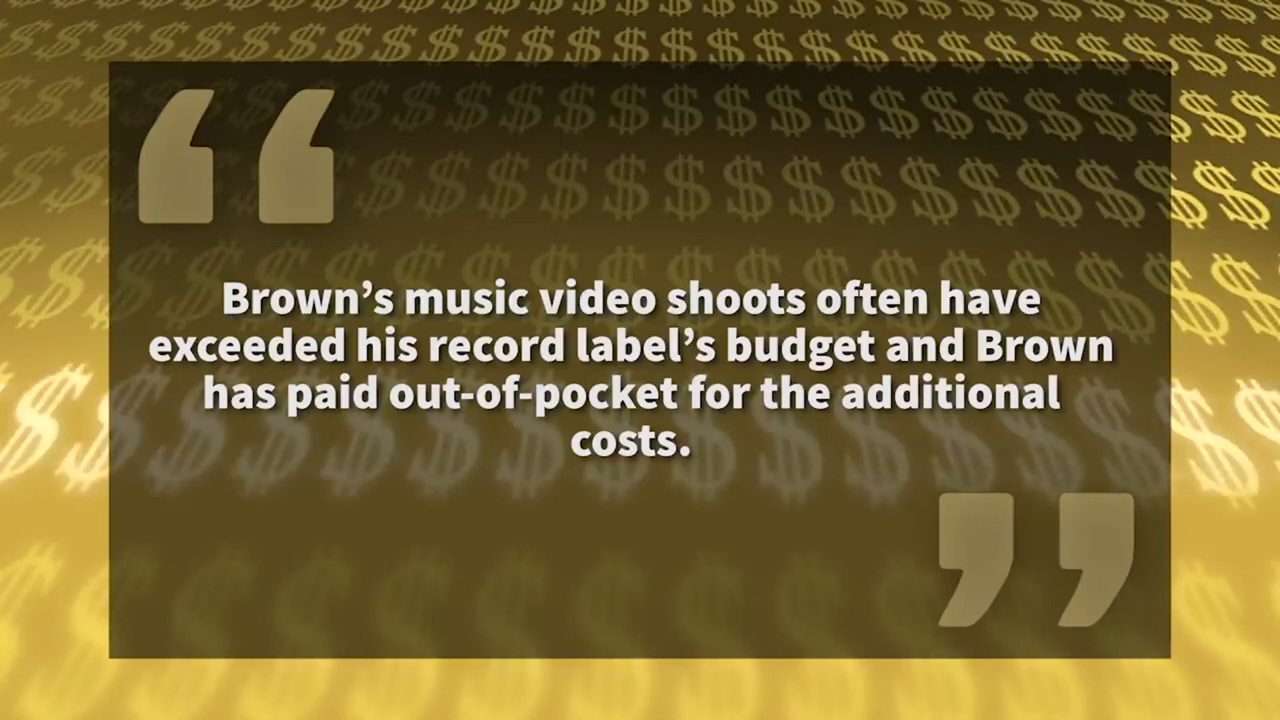 Brown’s music video shoots often have
exceeded his record label’s budget and Brown
has paid out-of-pocket for the additional
costs.